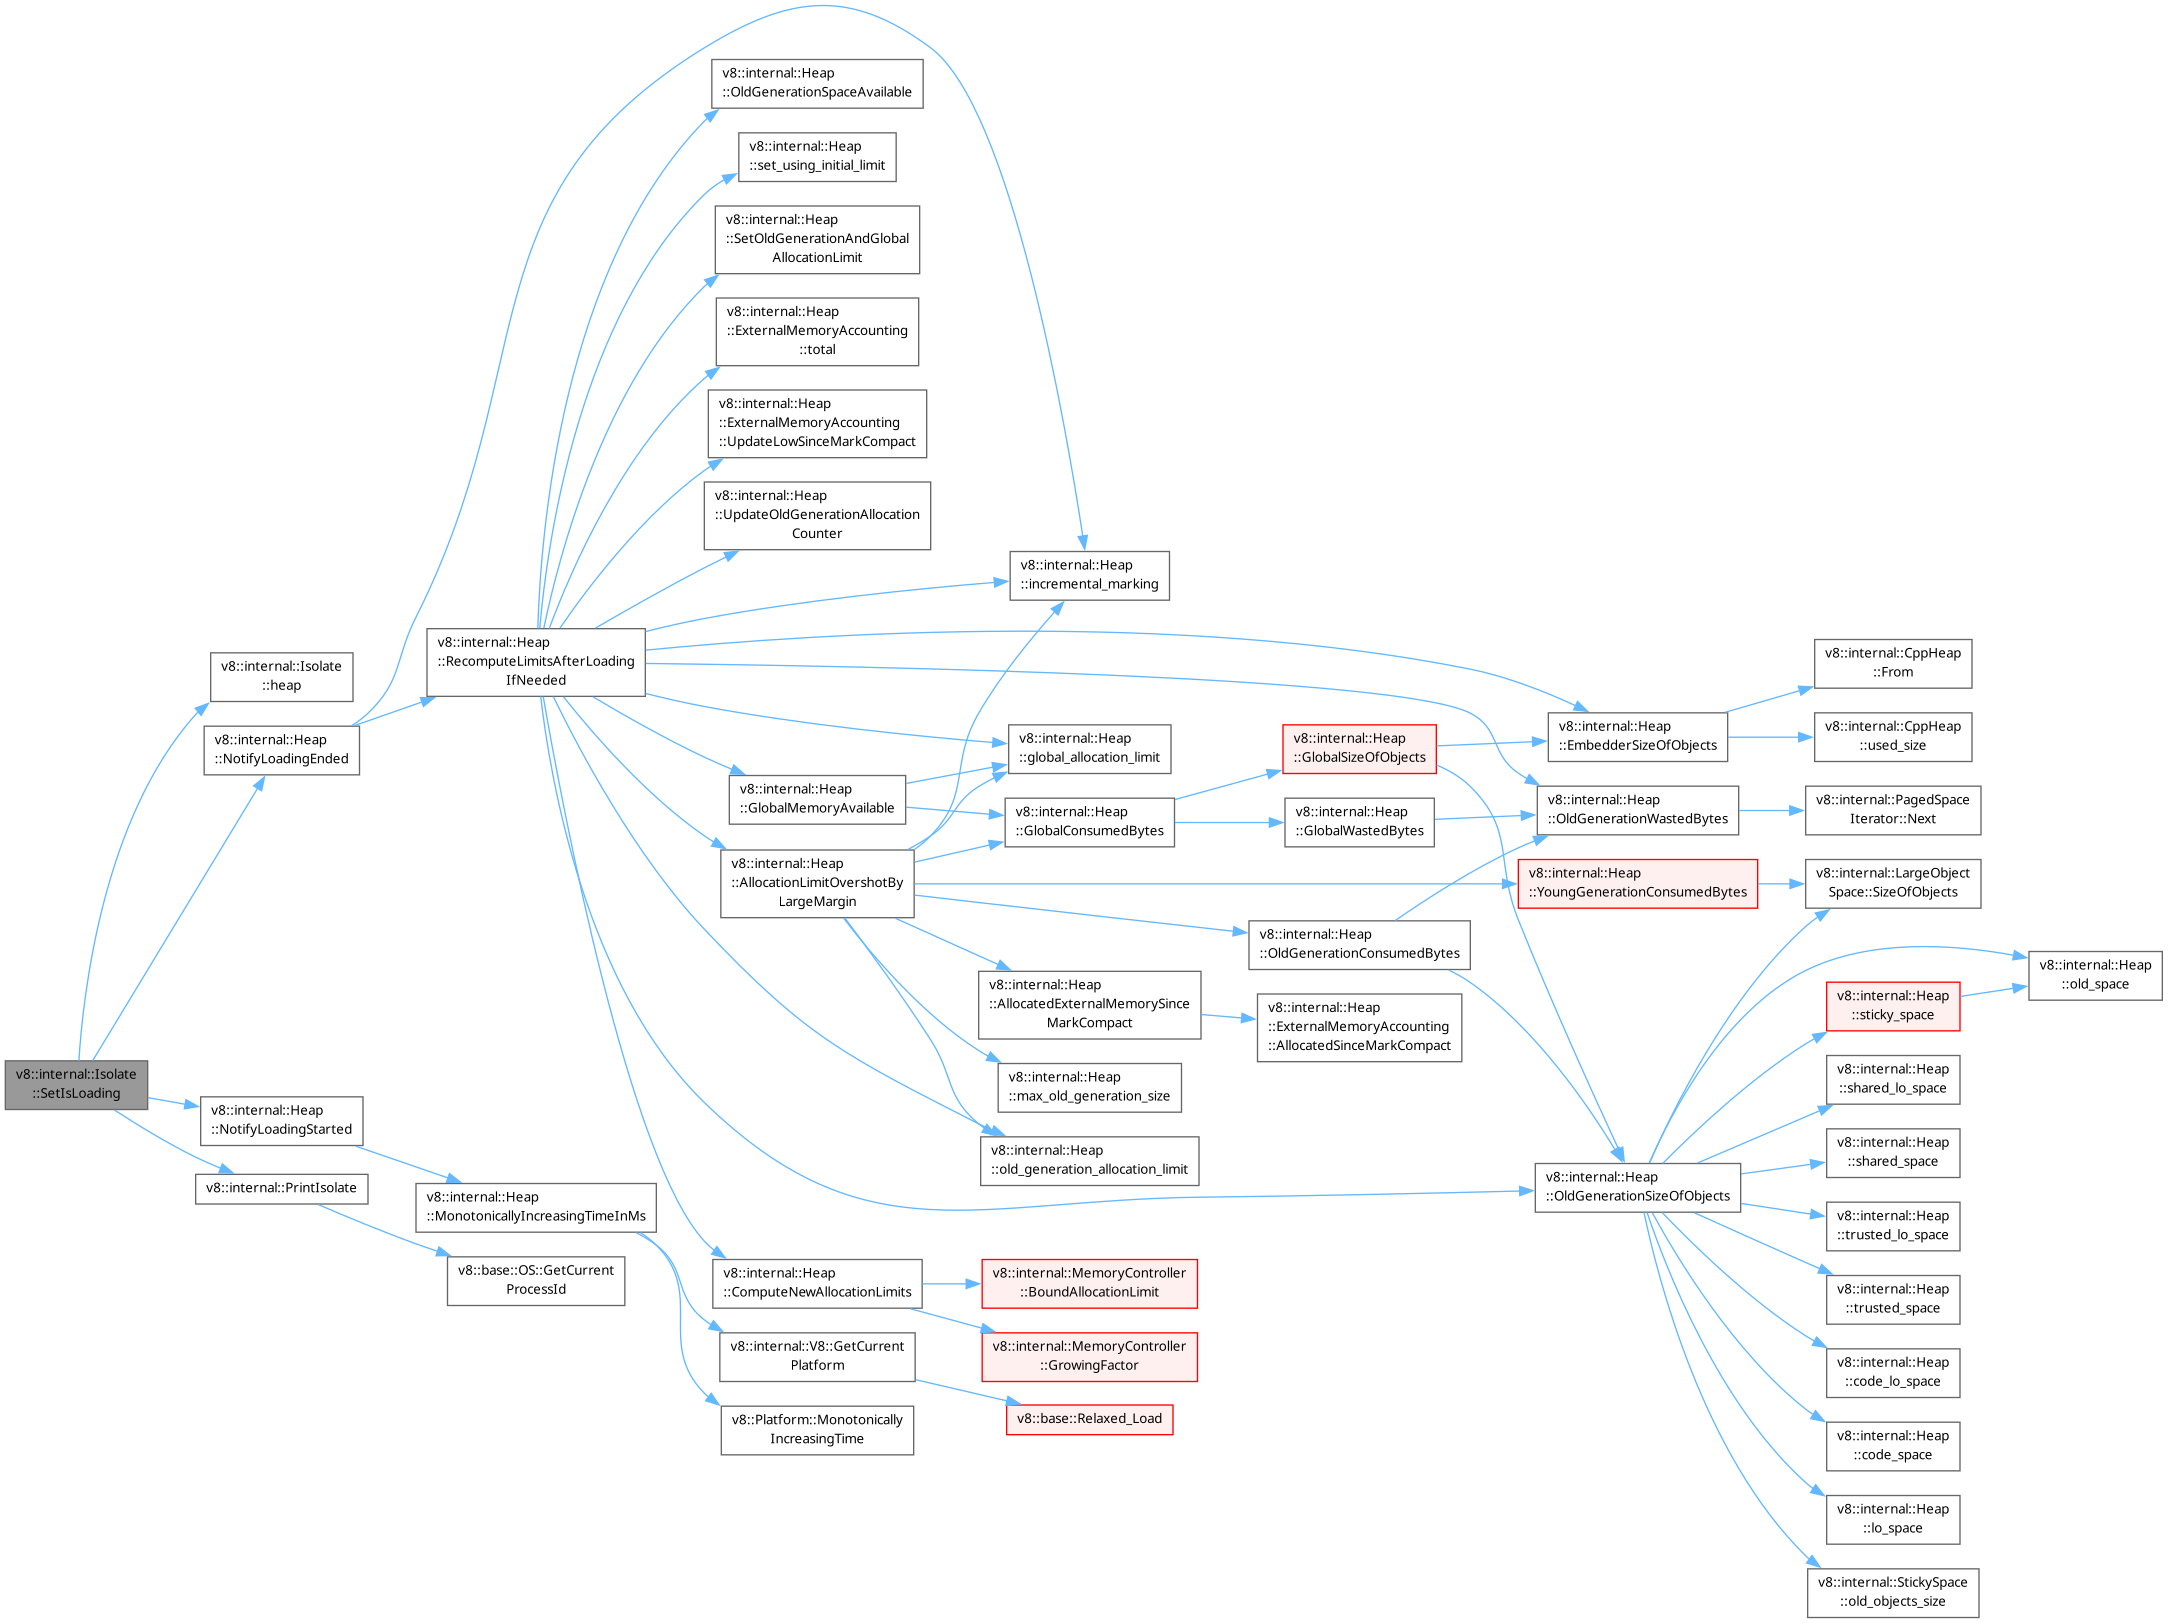 v8::internal::Isolate
::SetIsLoading
v8::internal::Isolate
::heap
v8::internal::Heap
::NotifyLoadingEnded
v8::internal::Heap
::NotifyLoadingStarted
v8::internal::PrintIsolate
v8::internal::Heap
::RecomputeLimitsAfterLoading
IfNeeded
v8::internal::Heap
::MonotonicallyIncreasingTimeInMs
v8::base::OS::GetCurrent
ProcessId
v8::internal::Heap
::OldGenerationSpaceAvailable
v8::internal::Heap
::set_using_initial_limit
v8::internal::Heap
::SetOldGenerationAndGlobal
AllocationLimit
v8::internal::Heap
::ExternalMemoryAccounting
::total
v8::internal::Heap
::ExternalMemoryAccounting
::UpdateLowSinceMarkCompact
v8::internal::Heap
::UpdateOldGenerationAllocation
Counter
v8::internal::Heap
::GlobalMemoryAvailable
v8::internal::Heap
::AllocationLimitOvershotBy
LargeMargin
v8::internal::Heap
::ComputeNewAllocationLimits
v8::internal::V8::GetCurrent
Platform
v8::Platform::Monotonically
IncreasingTime
v8::internal::Heap
::incremental_marking
v8::internal::Heap
::global_allocation_limit
v8::internal::Heap
::GlobalConsumedBytes
v8::internal::Heap
::AllocatedExternalMemorySince
MarkCompact
v8::internal::Heap
::max_old_generation_size
v8::internal::Heap
::old_generation_allocation_limit
v8::internal::MemoryController
::BoundAllocationLimit
v8::internal::MemoryController
::GrowingFactor
v8::base::Relaxed_Load
v8::internal::Heap
::GlobalSizeOfObjects
v8::internal::Heap
::GlobalWastedBytes
v8::internal::Heap
::OldGenerationConsumedBytes
v8::internal::Heap
::ExternalMemoryAccounting
::AllocatedSinceMarkCompact
v8::internal::Heap
::EmbedderSizeOfObjects
v8::internal::Heap
::OldGenerationWastedBytes
v8::internal::Heap
::YoungGenerationConsumedBytes
v8::internal::Heap
::OldGenerationSizeOfObjects
v8::internal::CppHeap
::From
v8::internal::CppHeap
::used_size
v8::internal::PagedSpace
Iterator::Next
v8::internal::LargeObject
Space::SizeOfObjects
v8::internal::Heap
::sticky_space
v8::internal::Heap
::shared_lo_space
v8::internal::Heap
::shared_space
v8::internal::Heap
::trusted_lo_space
v8::internal::Heap
::trusted_space
v8::internal::Heap
::code_lo_space
v8::internal::Heap
::code_space
v8::internal::Heap
::lo_space
v8::internal::StickySpace
::old_objects_size
v8::internal::Heap
::old_space